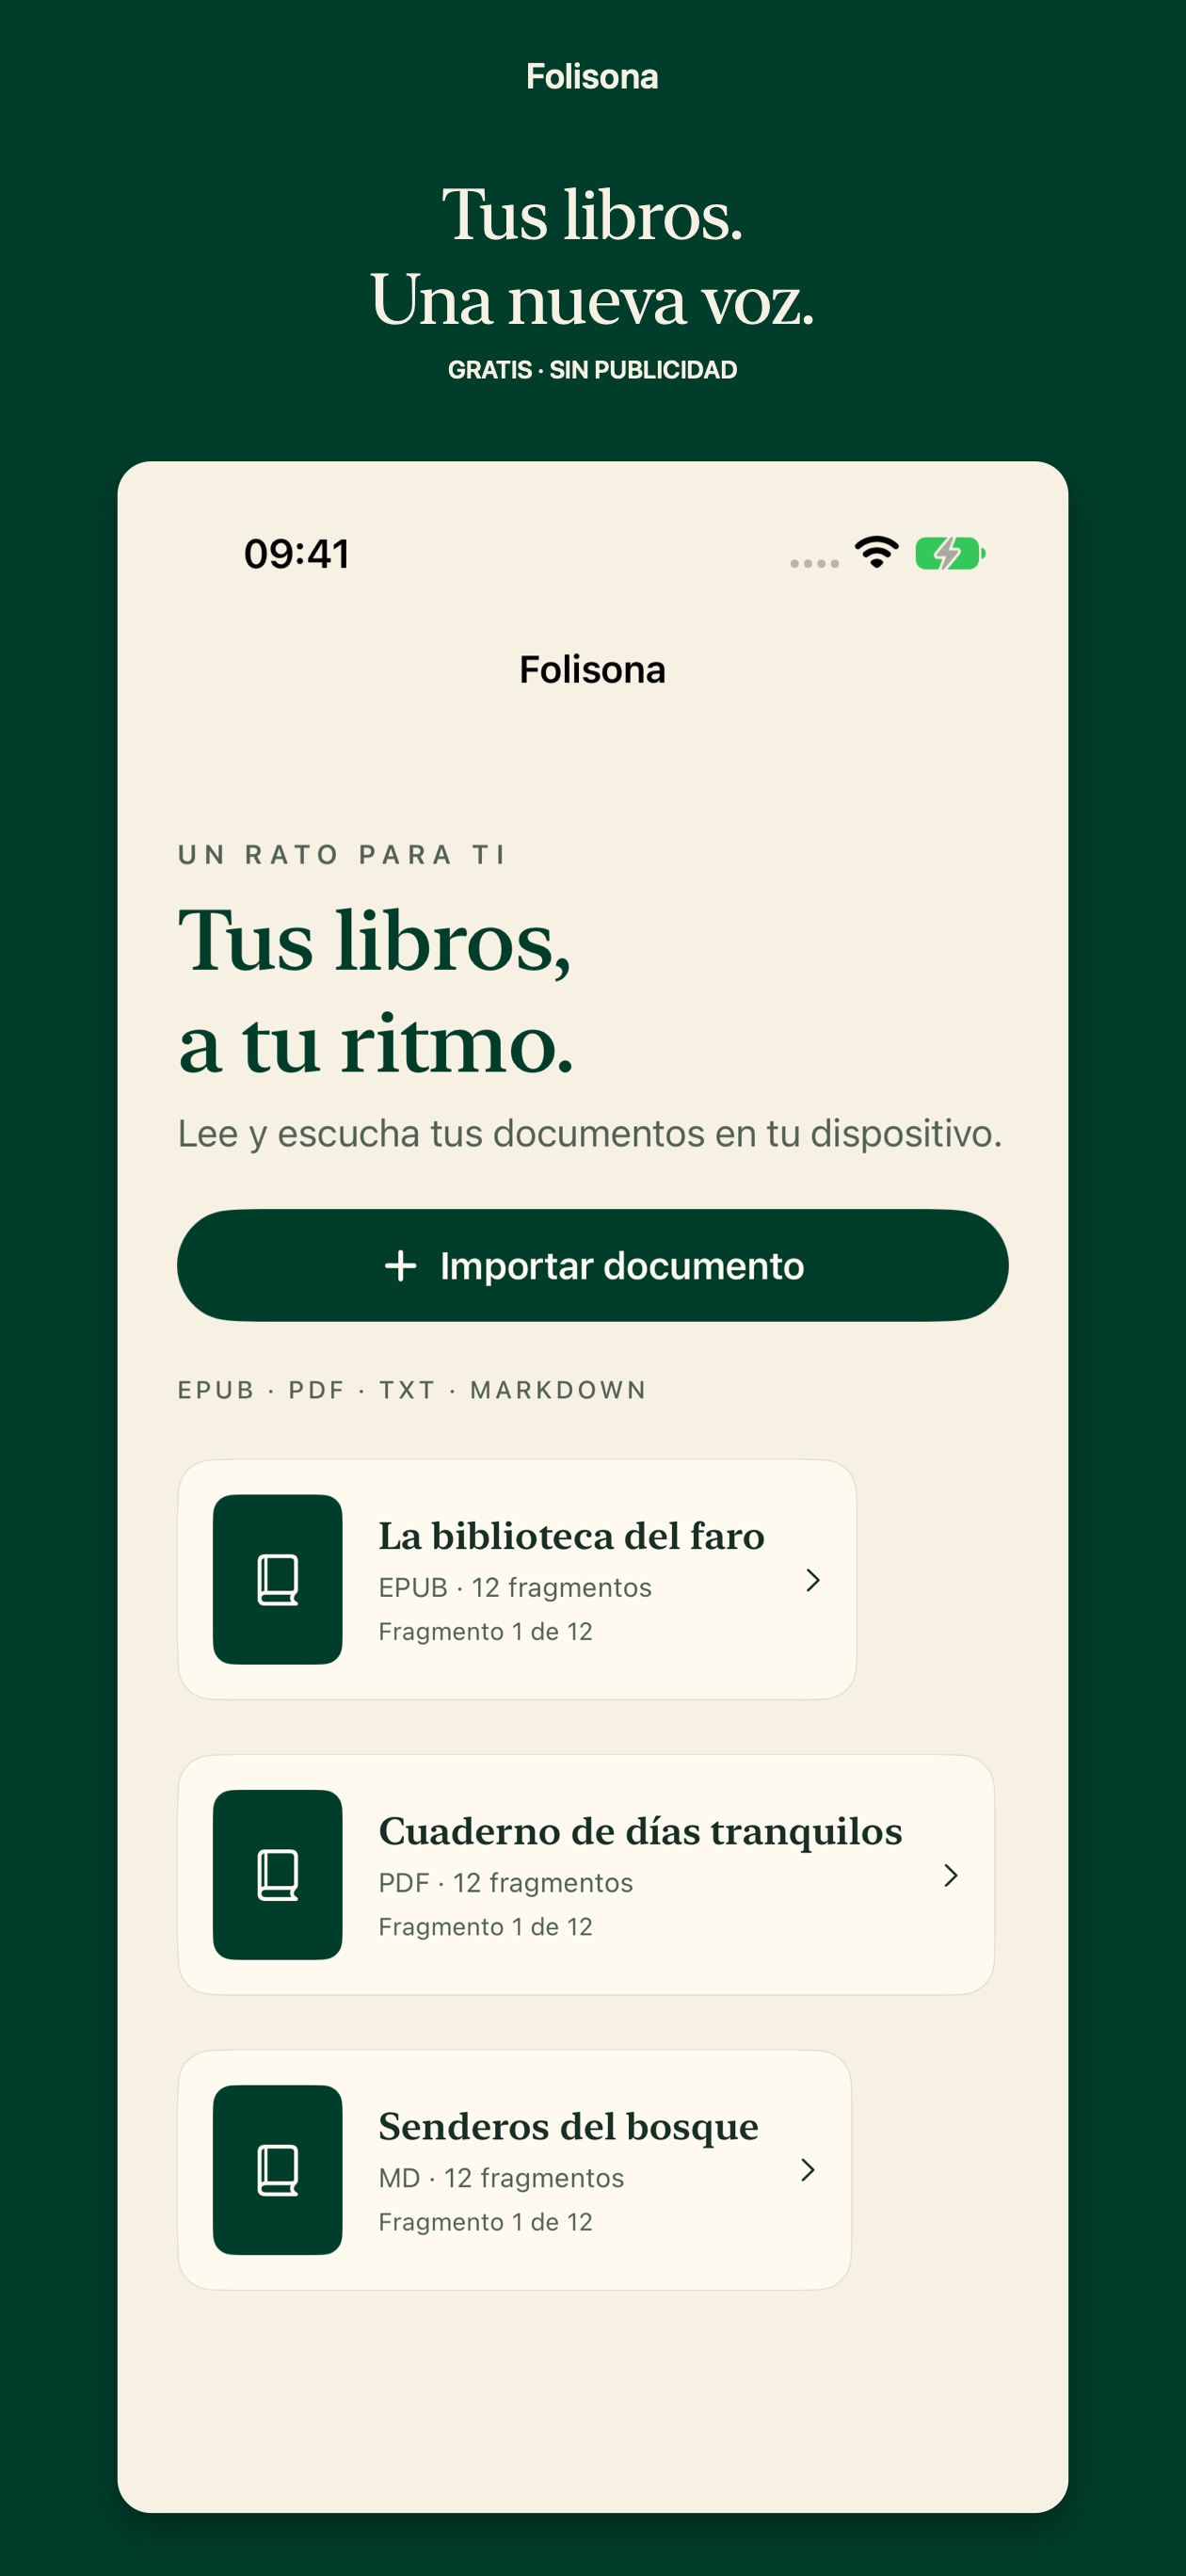 Folisona
Tus libros.
Una nueva voz.
GRATIS · SIN PUBLICIDAD
09:41
Folisona
UN RATO PARA TI
Tus libros,
a tu ritmo.
Lee y escucha tus documentos en tu dispositivo.
+ Importar documento
EPUB · PDF · TXT · MARKDOWN
La biblioteca del faro
EPUB · 12 fragmentos
Fragmento 1 de 12
Cuaderno de días tranquilos
PDF · 12 fragmentos
Fragmento 1 de 12
Senderos del bosque
MD · 12 fragmentos
Fragmento 1 de 12